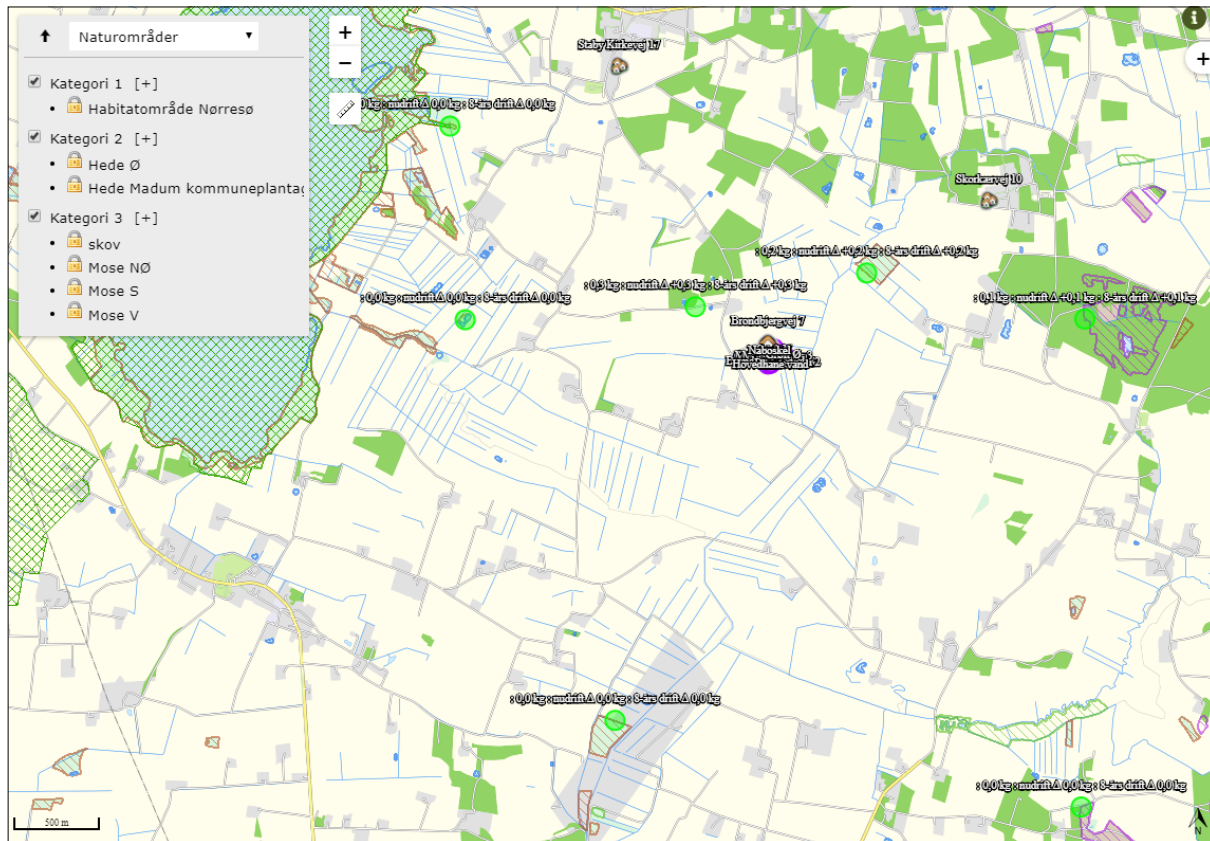 Naturområder
Kategori 1 [+]
Habitatområde Nørresø
Kategori 2 [+]
Hede Ø
Hede Madum kommuneplantag
Kategori 3 [+]
skov
Mose NØ
Mose S
Mose V
+
−
i
+
Staby Kirkevej 17
kg : nudrift Δ 0,0 kg : 8-års drift Δ 0,0 kg
Skorkærvej 10
: 0,2 kg : nudrift Δ +0,2 kg : 8-års drift Δ +0,2 kg
: 0,3 kg : nudrift Δ +0,3 kg : 8-års drift Δ +0,3 kg
: 0,0 kg : nudrift Δ 0,0 kg : 8-års drift Δ 0,0 kg
: 0,1 kg : nudrift Δ +0,1 kg : 8-års drift Δ +0,1 kg
Brondbjergvej 7
Naboskel
Hovedhane vand
: 0,0 kg : nudrift Δ 0,0 kg : 8-års drift Δ 0,0 kg
: 0,0 kg : nudrift Δ 0,0 kg : 8-års drift Δ 0,0 kg
500 m
N